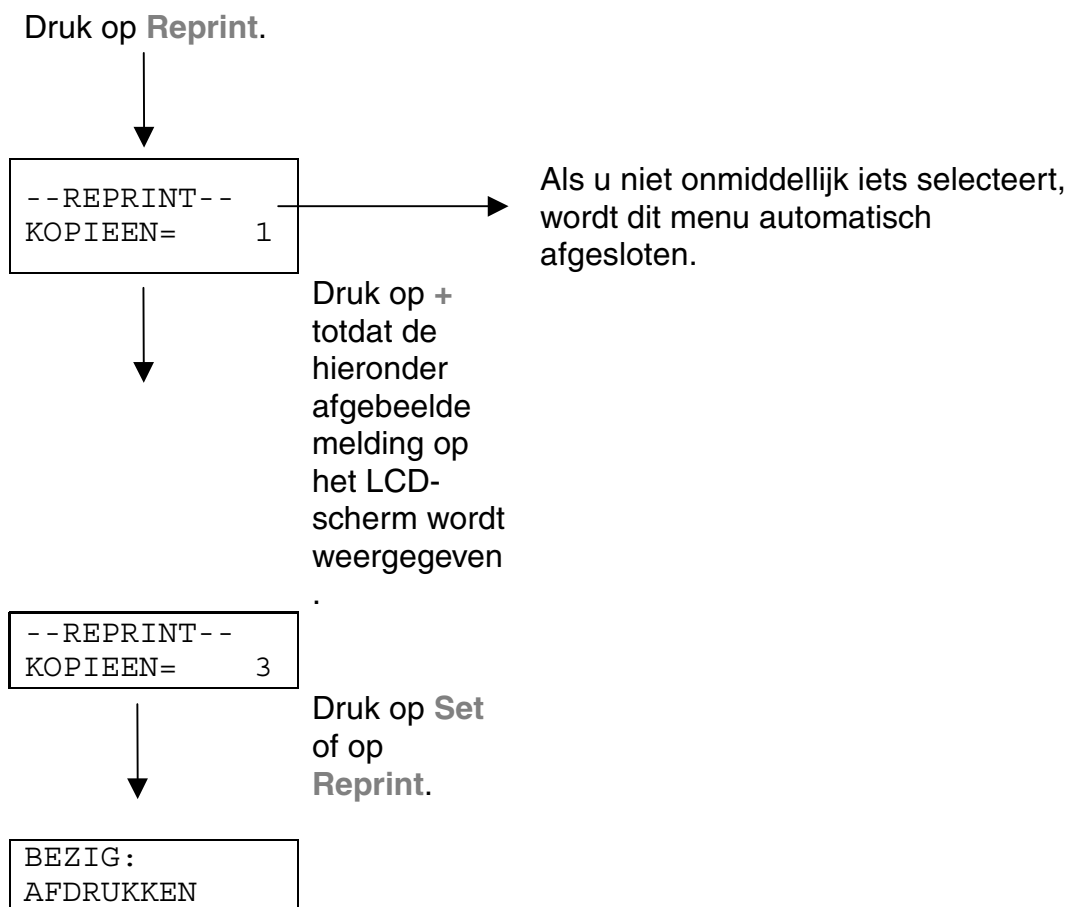 Druk op Reprint.
--REPRINT--
KOPIEEN= 1
Als u niet onmiddellijk iets selecteert,
wordt dit menu automatisch
afgesloten.
Druk op +
totdat de
hieronder
afgebeelde
melding op
het LCD-
scherm wordt
weergegeven
.
--REPRINT--
KOPIEEN= 3
Druk op Set
of op
Reprint.
BEZIG:
AFDRUKKEN